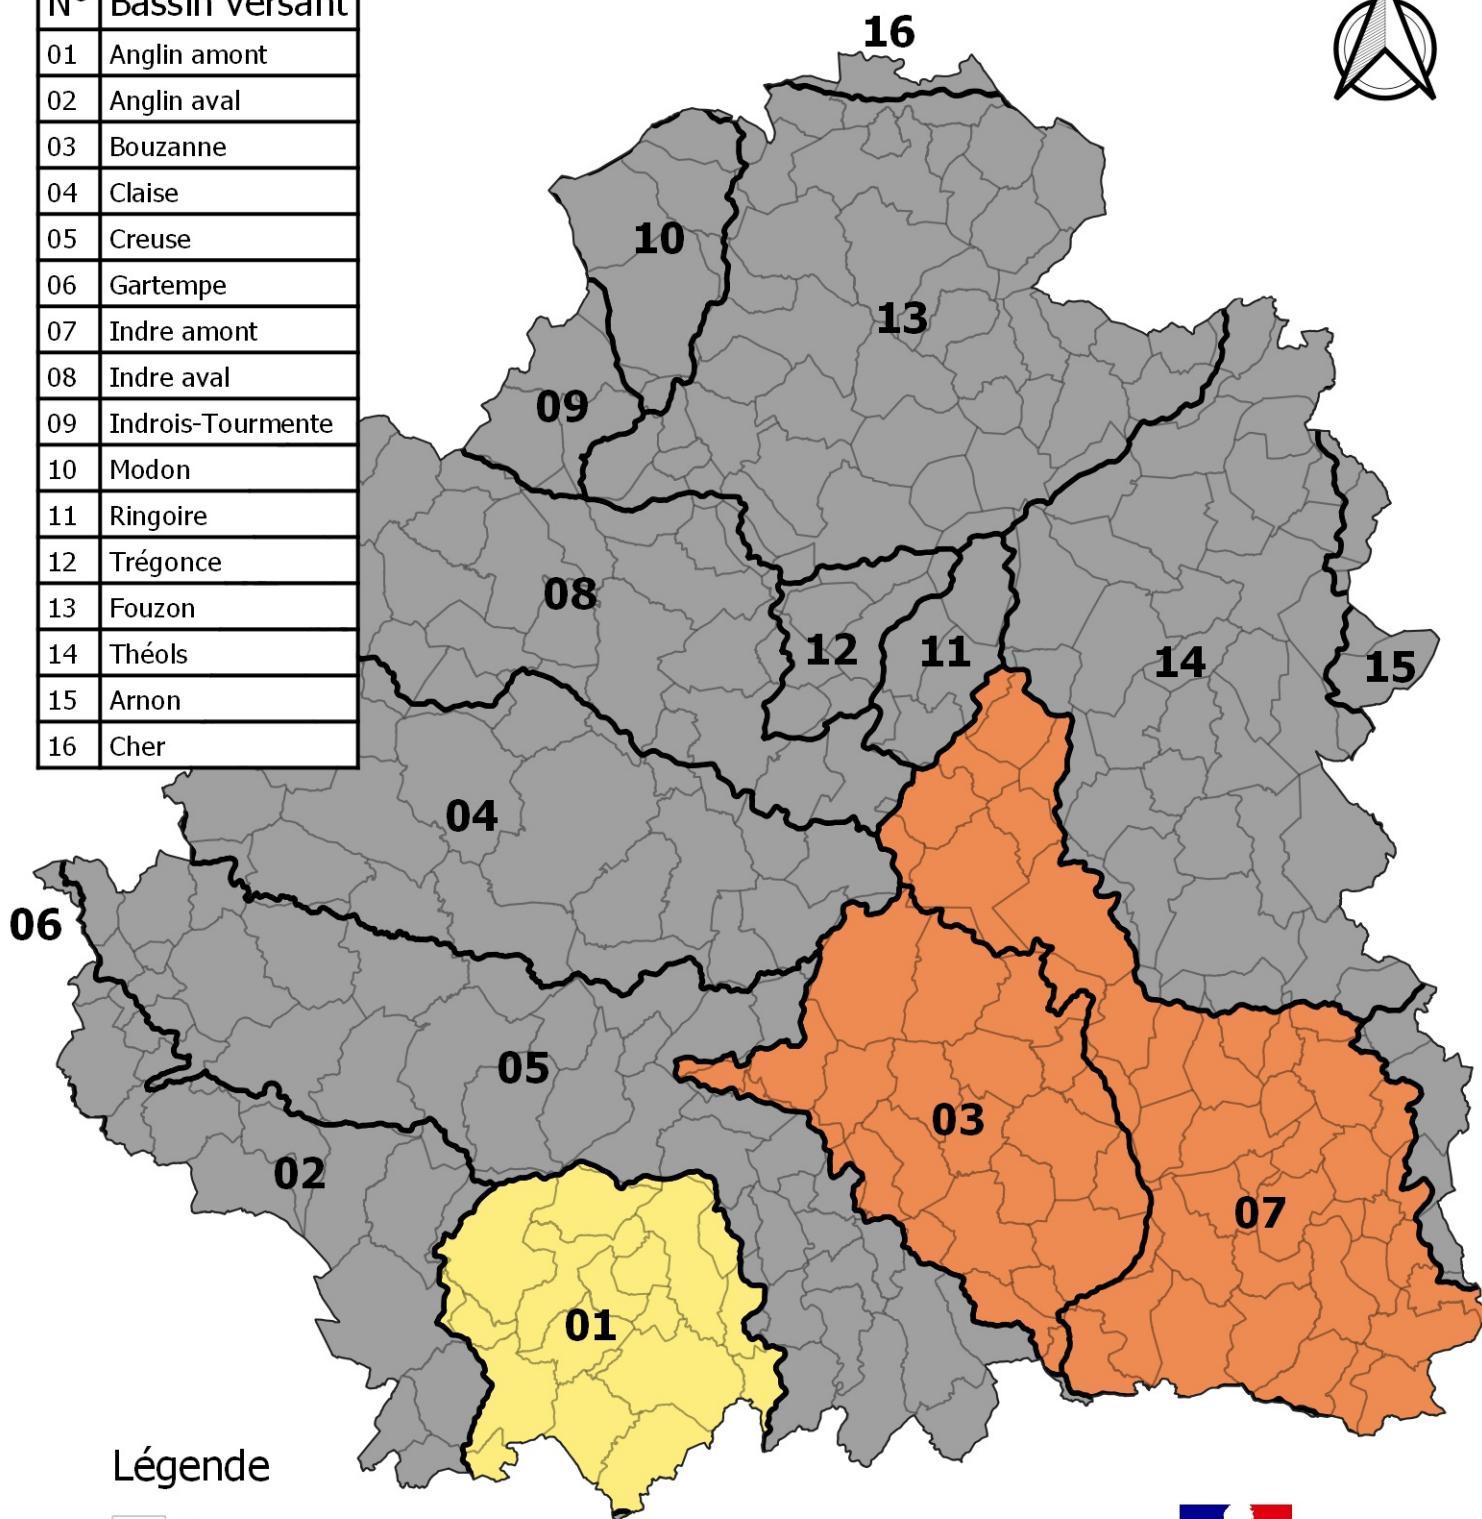 N° Bassin versant
01 Anglin amont
02 Anglin aval
03 Bouzanne
04 Claise
05 Creuse
06 Gartempe
07 Indre amont
08 Indre aval
09 Indrois-Tourmente
10 Modon
11 Ringoire
12 Trégonce
13 Fouzon
14 Théols
15 Arnon
16 Cher
16
10
13
09
08
12
11
14
15
04
06
05
03
02
07
01
Légende